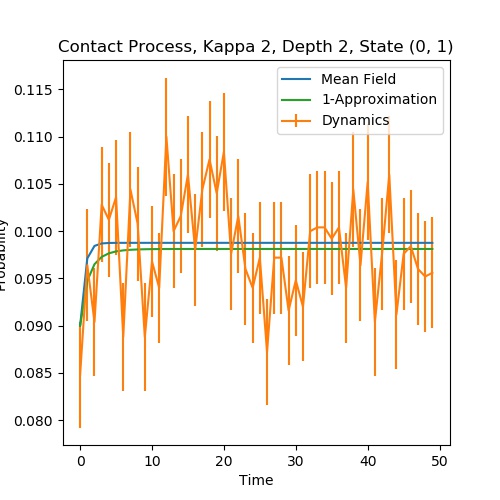 Contact Process, Kappa 2, Depth 2, State (0, 1)
Mean Field
1-Approximation
Dynamics
0.115
0.110
0.105
0.100
0.095
0.090
0.085
0.080
Probability
0 10 20 30 40 50
Time